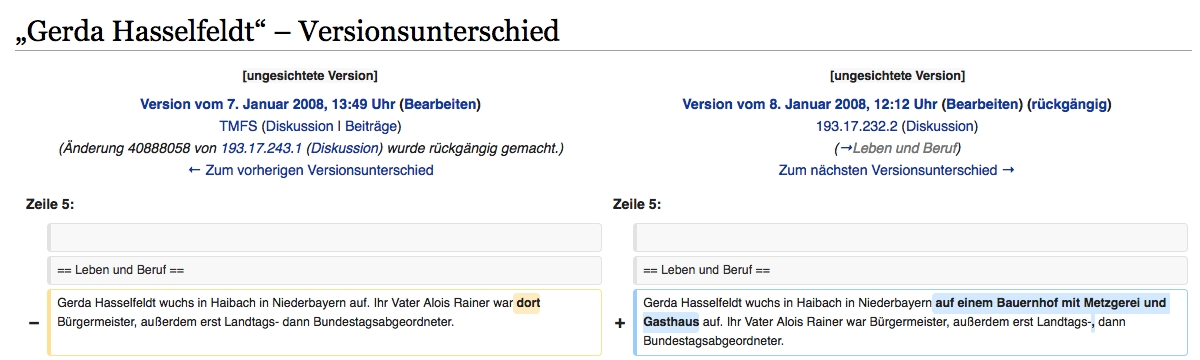 „Gerda Hasselfeldt“ – Versionsunterschied
[ungesichtete Version]
Version vom 7. Januar 2008, 13:49 Uhr (Bearbeiten)
TMFS (Diskussion | Beiträge)
(Änderung 40888058 von 193.17.243.1 (Diskussion) wurde rückgängig gemacht.)
← Zum vorherigen Versionsunterschied
[ungesichtete Version]
Version vom 8. Januar 2008, 12:12 Uhr (Bearbeiten) (rückgängig)
193.17.232.2 (Diskussion)
(→Leben und Beruf)
Zum nächsten Versionsunterschied →
Zeile 5:
Zeile 5:
== Leben und Beruf ==
== Leben und Beruf ==
−
Gerda Hasselfeldt wuchs in Haibach in Niederbayern auf. Ihr Vater Alois Rainer war dort
Bürgermeister, außerdem erst Landtags- dann Bundestagsabgeordneter.
+
Gerda Hasselfeldt wuchs in Haibach in Niederbayern auf einem Bauernhof mit Metzgerei und
Gasthaus auf. Ihr Vater Alois Rainer war Bürgermeister, außerdem erst Landtags-, dann
Bundestagsabgeordneter.